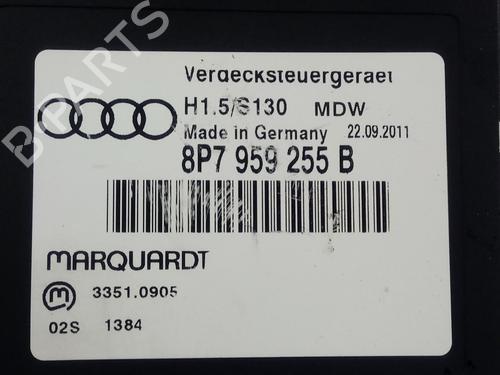 Verdecksteuergeraet
H1.5/S130 MDW
Made in Germany 22.09.2011
8P7 959 255 B
MARQUARDT
m 3351.0905
02S 1384
B-PARTS